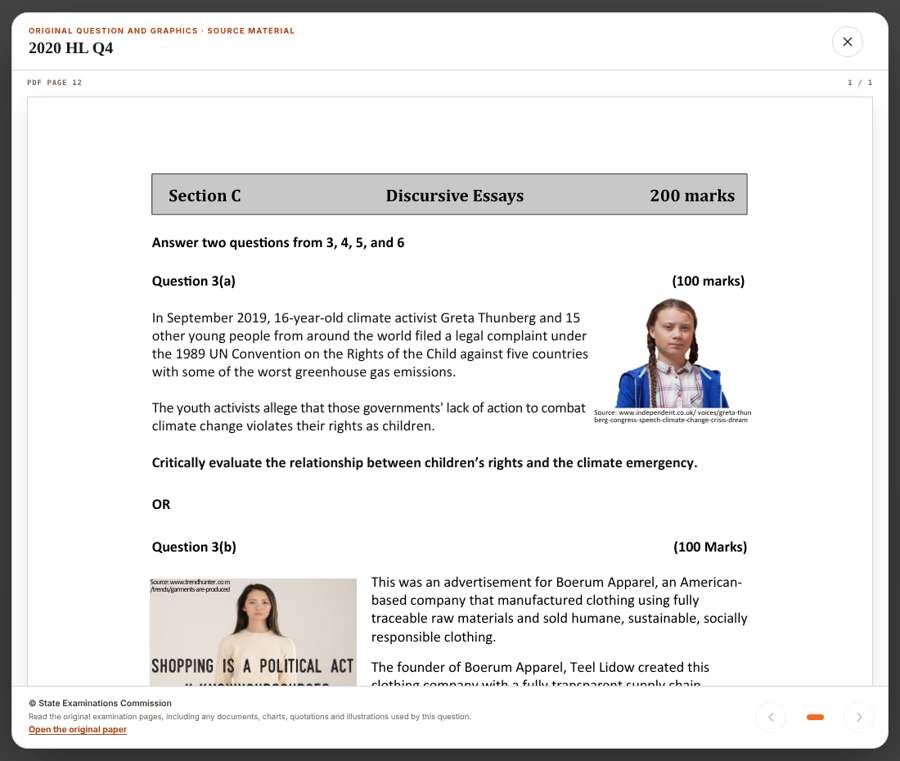 ORIGINAL QUESTION AND GRAPHICS · SOURCE MATERIAL
2020 HL Q4
PDF PAGE 12
1 / 1
Section C Discursive Essays 200 marks
Answer two questions from 3, 4, 5, and 6
Question 3(a) (100 marks)
In September 2019, 16-year-old climate activist Greta Thunberg and 15
other young people from around the world filed a legal complaint under
the 1989 UN Convention on the Rights of the Child against five countries
with some of the worst greenhouse gas emissions.
The youth activists allege that those governments' lack of action to combat
climate change violates their rights as children.
Source: www.independent.co.uk/ voices/greta-thun
berg-congress-speech-climate-change-crisis-dream
Critically evaluate the relationship between children's rights and the climate emergency.
OR
Question 3(b) (100 Marks)
Source: www.trendhunter.co m
/trends/garments-are-produced
SHOPPING IS A POLITICAL ACT
This was an advertisement for Boerum Apparel, an American-
based company that manufactured clothing using fully
traceable raw materials and sold humane, sustainable, socially
responsible clothing.
The founder of Boerum Apparel, Teel Lidow created this
clothing company with a fully transparent supply chain
© State Examinations Commission
Read the original examination pages, including any documents, charts, quotations and illustrations used by this question.
Open the original paper